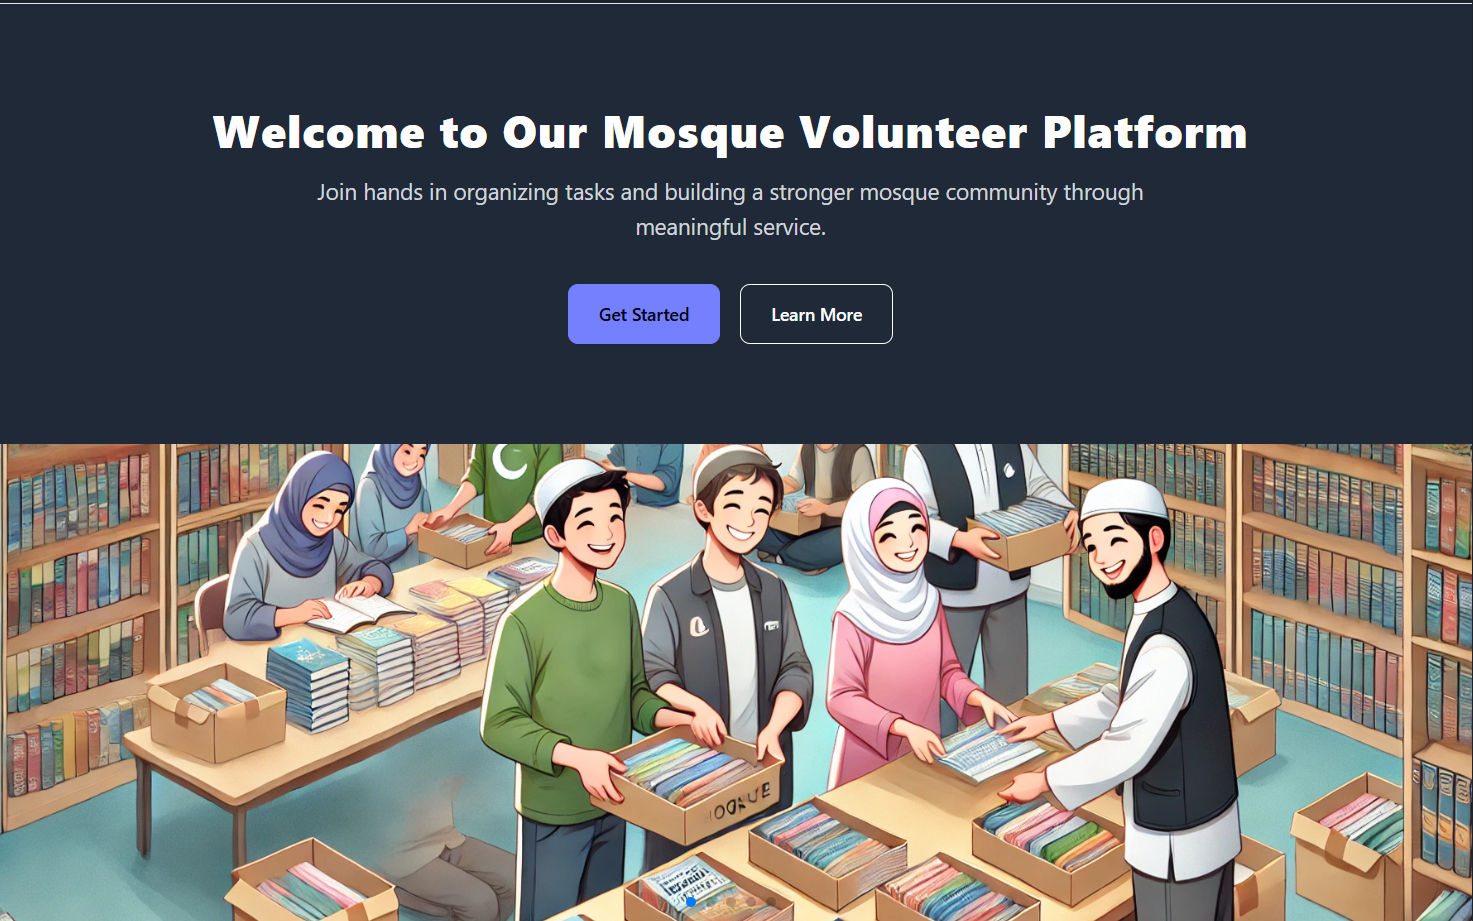 Welcome to Our Mosque Volunteer Platform
Join hands in organizing tasks and building a stronger mosque community through
meaningful service.
Get Started
Learn More